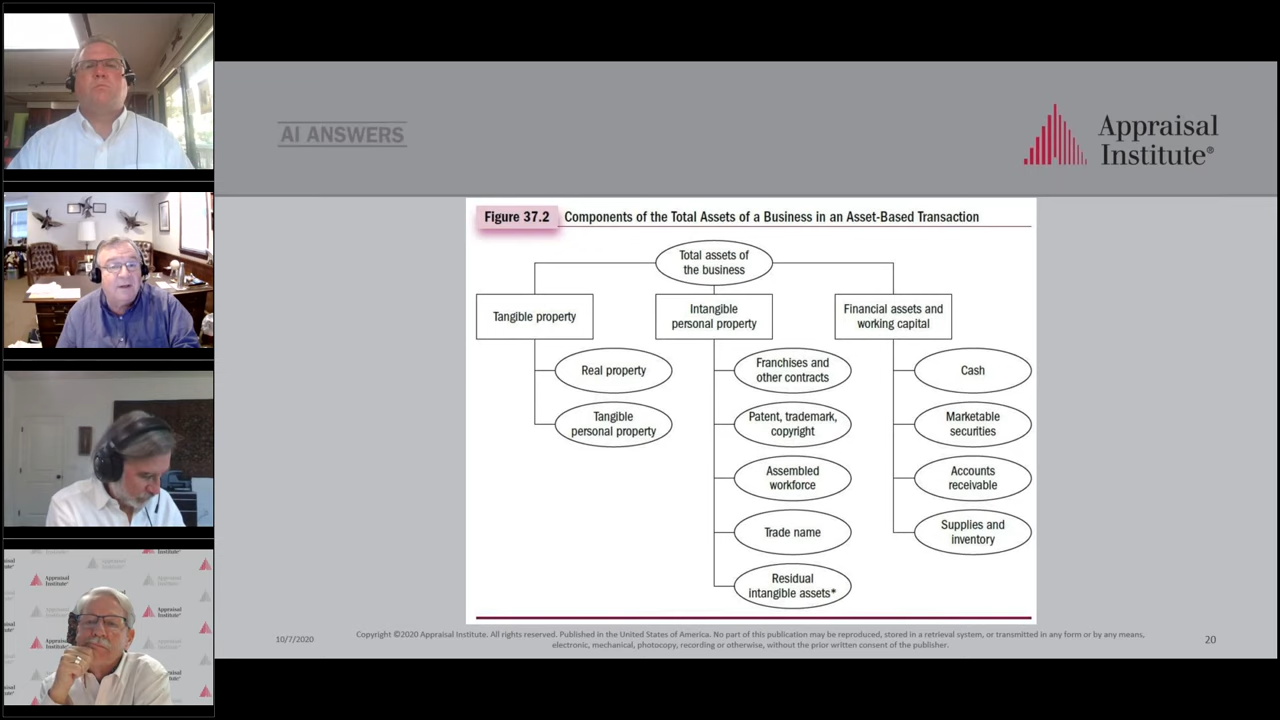 AI ANSWERS
Appraisal
Institute®
Figure 37.2 Components of the Total Assets of a Business in an Asset-Based Transaction
Total assets of
the business
Tangible property
Intangible
personal property
Financial assets and
working capital
Real property
Franchises and
other contracts
Cash
Tangible
personal property
Patent, trademark,
copyright
Marketable
securities
Assembled
workforce
Accounts
receivable
Trade name
Supplies and
inventory
Residual
intangible assets*
10/7/2020
Copyright ©2020 Appraisal Institute. All rights reserved. Published in the United States of America. No part of this publication may be reproduced, stored in a retrieval system, or transmitted in any form or by any means,
electronic, mechanical, photocopy, recording or otherwise, without the prior written consent of the publisher.
20
Appraisal
Institute
Appraisal
Institute
Appraisal
Institute